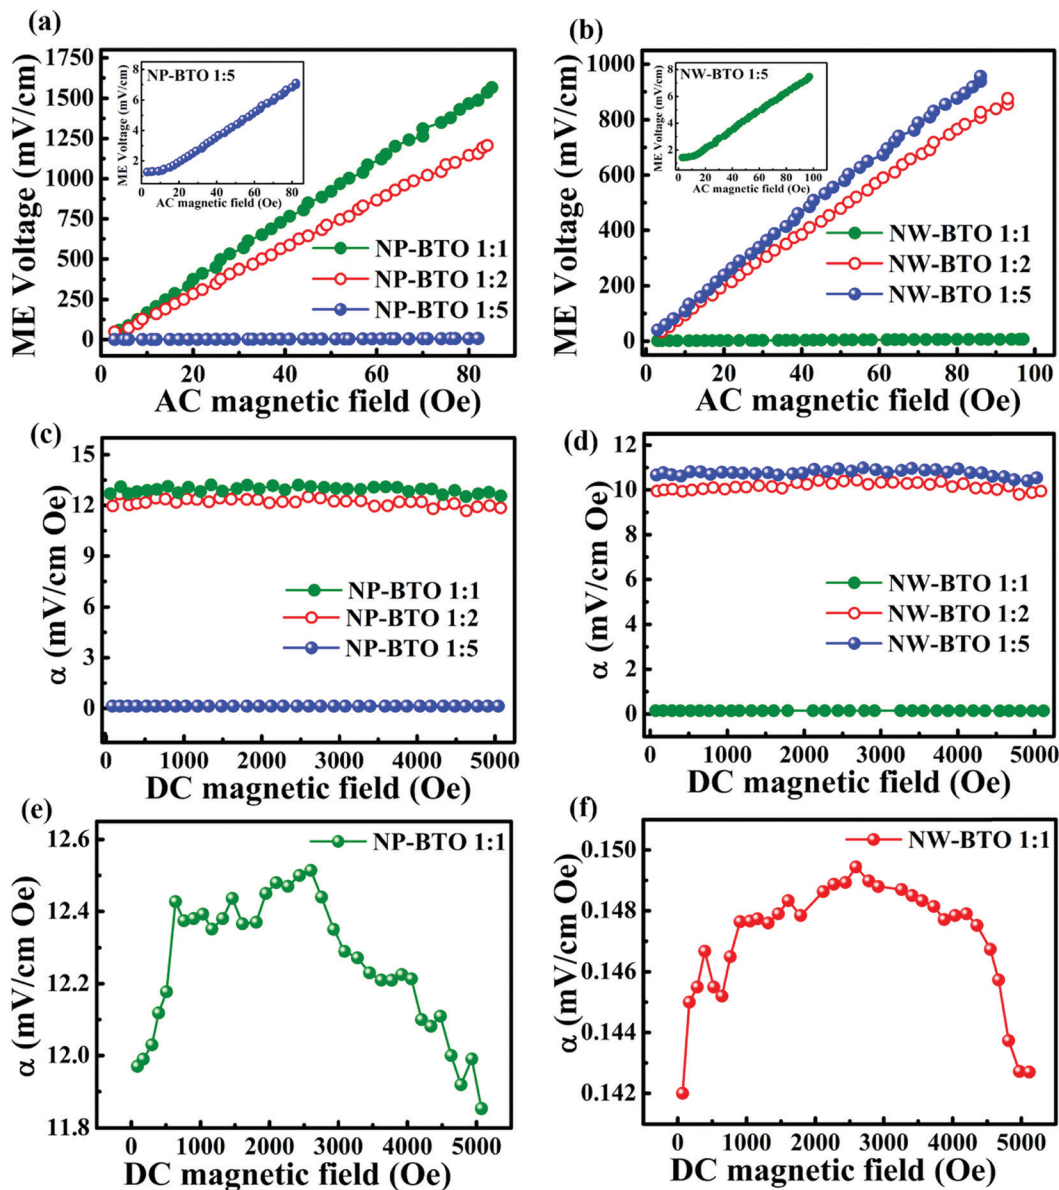 (a)
ME Voltage (mV/cm)
1750
1500
1250
1000
750
500
250
0
0 20 40 60 80
AC magnetic field (Oe)
NP-BTO 1:5
ME Voltage (mV/cm)
8
6
4
2
0 20 40 60 80
AC magnetic field (Oe)
NP-BTO 1:1
NP-BTO 1:2
NP-BTO 1:5
(b)
ME Voltage (mV/cm)
1000
800
600
400
200
0
0 20 40 60 80 100
AC magnetic field (Oe)
NW-BTO 1:5
ME Voltage (mV/cm)
8
6
4
2
0 20 40 60 80 100
AC magnetic field (Oe)
NW-BTO 1:1
NW-BTO 1:2
NW-BTO 1:5
(c)
α (mV/cm Oe)
15
12
9
6
3
0
0 1000 2000 3000 4000 5000
DC magnetic field (Oe)
NP-BTO 1:1
NP-BTO 1:2
NP-BTO 1:5
(d)
α (mV/cm Oe)
12
10
8
6
4
2
0
0 1000 2000 3000 4000 5000
DC magnetic field (Oe)
NW-BTO 1:1
NW-BTO 1:2
NW-BTO 1:5
(e)
α (mV/cm Oe)
12.6
12.4
12.2
12.0
11.8
0 1000 2000 3000 4000 5000
DC magnetic field (Oe)
NP-BTO 1:1
(f)
α (mV/cm Oe)
0.150
0.148
0.146
0.144
0.142
0 1000 2000 3000 4000 5000
DC magnetic field (Oe)
NW-BTO 1:1